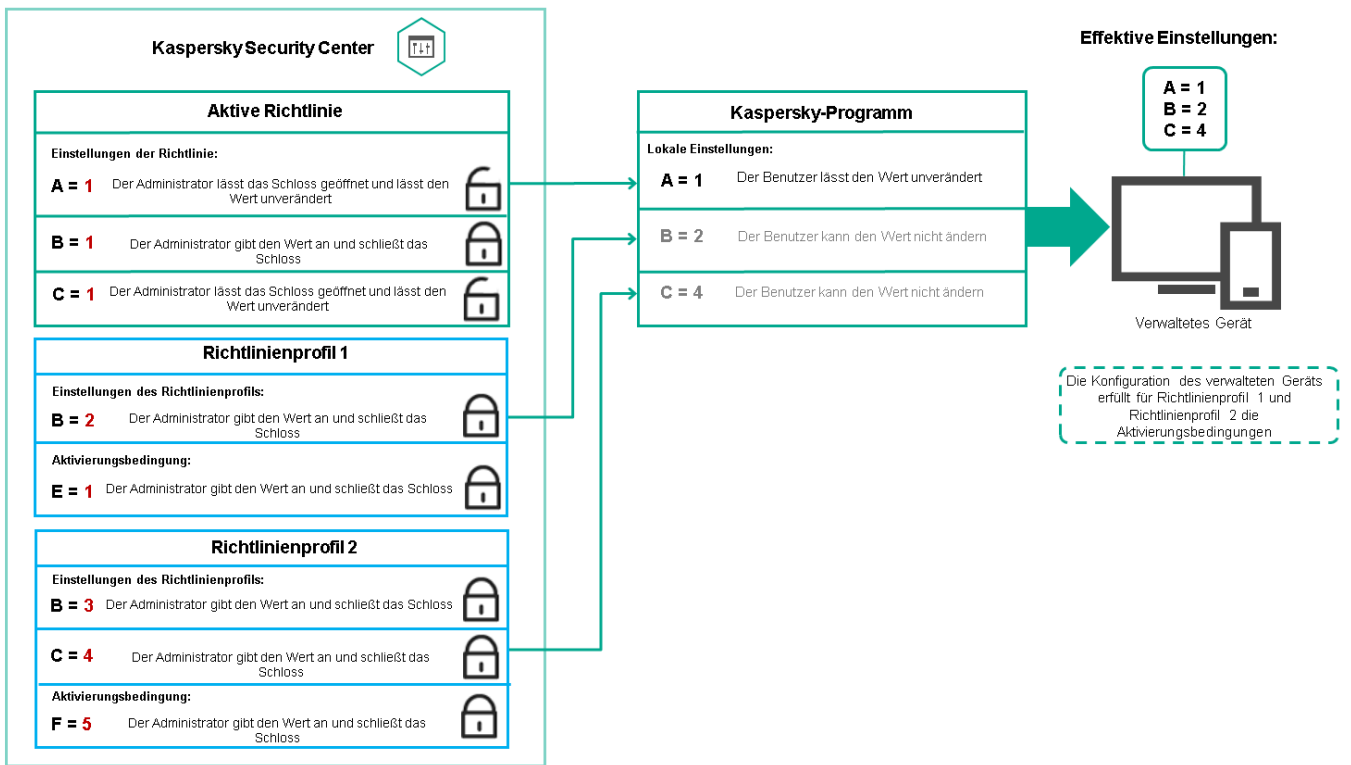 Kaspersky Security Center
Aktive Richtlinie
Einstellungen der Richtlinie:
A = 1 Der Administrator lässt das Schloss geöffnet und lässt den
Wert unverändert
B = 1 Der Administrator gibt den Wert an und schließt das
Schloss
C = 1 Der Administrator lässt das Schloss geöffnet und lässt den
Wert unverändert
Richtlinienprofil 1
Einstellungen des Richtlinienprofils:
B = 2 Der Administrator gibt den Wert an und schließt das
Schloss
Aktivierungsbedingung:
E = 1 Der Administrator gibt den Wert an und schließt das Schloss
Richtlinienprofil 2
Einstellungen des Richtlinienprofils:
B = 3 Der Administrator gibt den Wert an und schließt das Schloss
C = 4 Der Administrator gibt den Wert an und schließt das
Schloss
Aktivierungsbedingung:
F = 5 Der Administrator gibt den Wert an und schließt das
Schloss
Kaspersky-Programm
Lokale Einstellungen:
A = 1 Der Benutzer lässt den Wert unverändert
B = 2 Der Benutzer kann den Wert nicht ändern
C = 4 Der Benutzer kann den Wert nicht ändern
Effektive Einstellungen:
A = 1
B = 2
C = 4
Verwaltetes Gerät
Die Konfiguration des verwalteten Geräts
erfüllt für Richtlinienprofil 1 und
Richtlinienprofil 2 die
Aktivierungsbedingungen